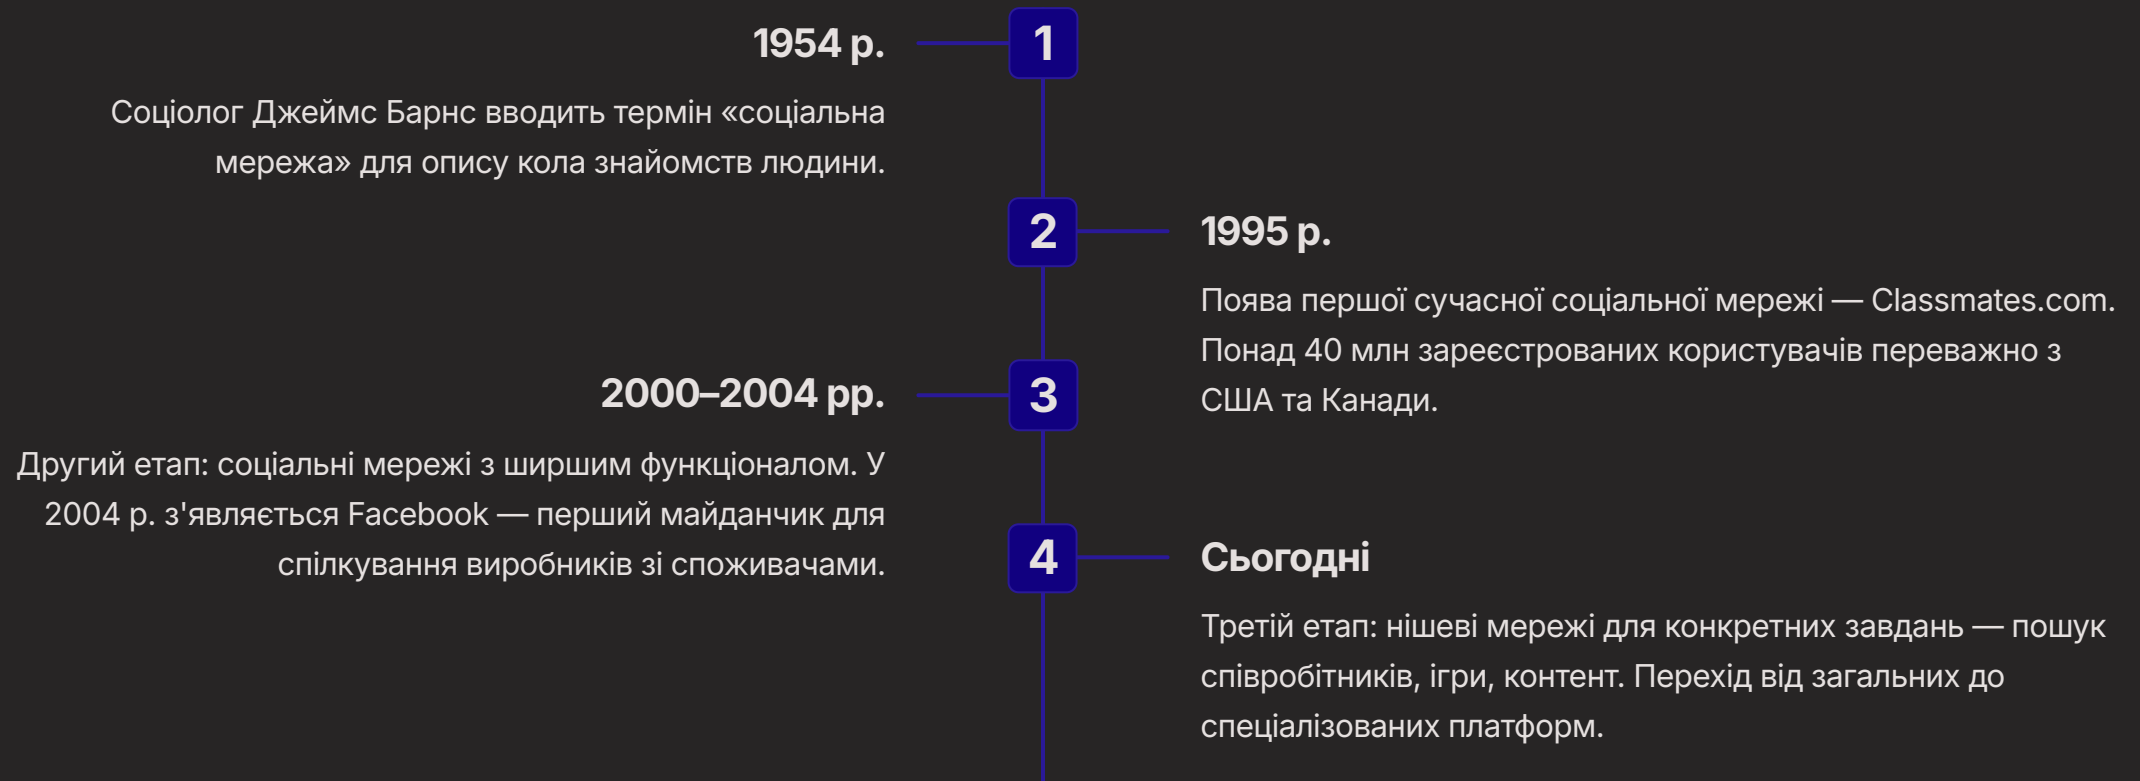 1954 р.
1
Соціолог Джеймс Барнс вводить термін «соціальна
мережа» для опису кола знайомств людини.
2
1995 р.
Поява першої сучасної соціальної мережі — Classmates.com.
Понад 40 млн зареєстрованих користувачів переважно з
США та Канади.
2000–2004 рр.
3
Другий етап: соціальні мережі з ширшим функціоналом. У
2004 р. з'являється Facebook — перший майданчик для
спілкування виробників зі споживачами.
4
Сьогодні
Третій етап: нішеві мережі для конкретних завдань — пошук
співробітників, ігри, контент. Перехід від загальних до
спеціалізованих платформ.